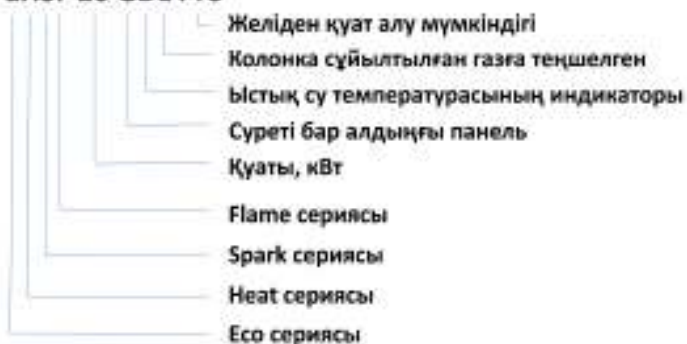 Желіден қуат алу мүмкіндігі
Колонка сұйылтылған газға теңшелген
Ыстық су температурасының индикаторы
Суреті бар алдыңғы панель
Қуаты, кВт
Flame сериясы
Spark сериясы
Heat сериясы
Eco сериясы